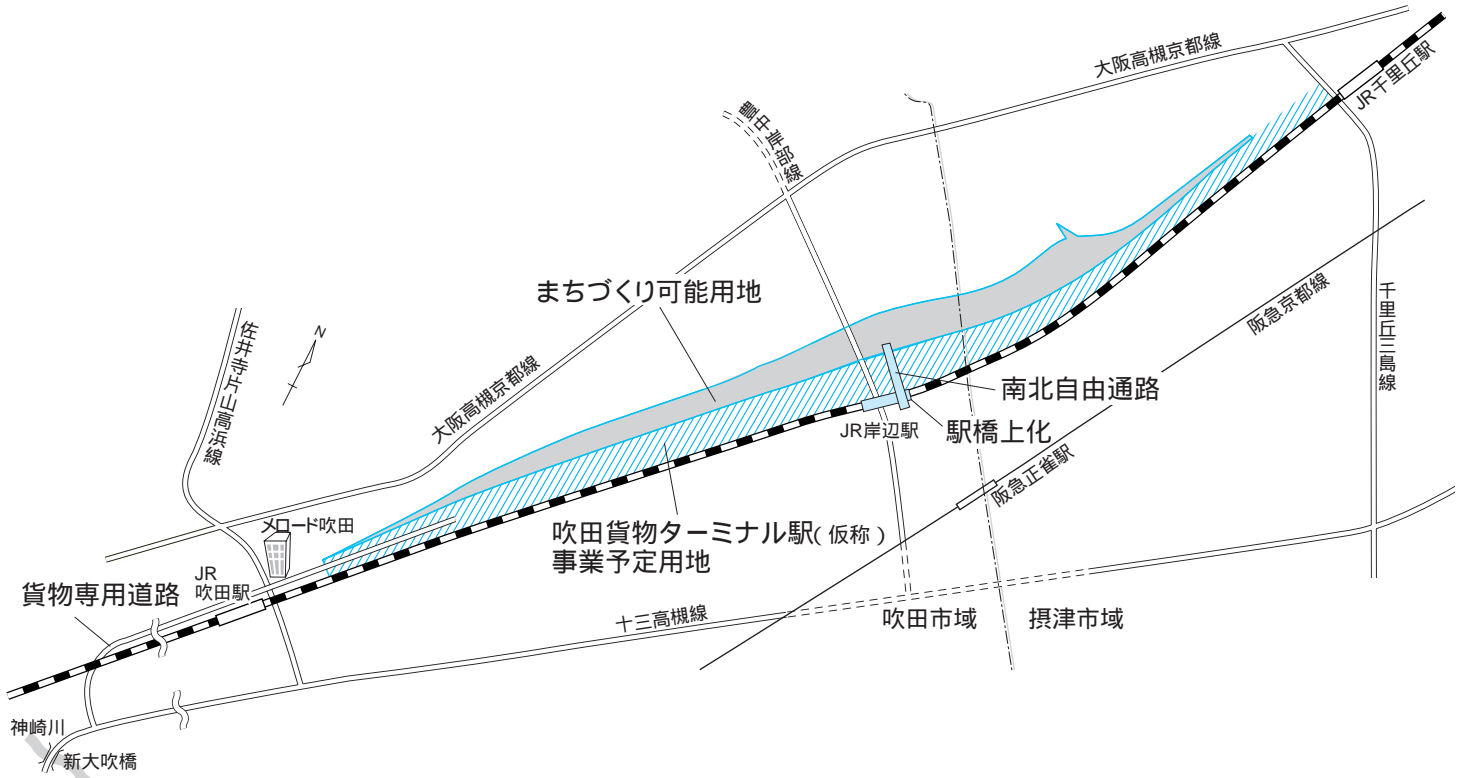 大阪高槻京都線
JR千里丘駅
豊中岸部線
まちづくり可能用地
阪急京都線
千里丘三島線
佐井寺片山高浜線
N
大阪高槻京都線
南北自由通路
JR岸辺駅
駅橋上化
阪急正雀駅
メロード吹田
吹田貨物ターミナル駅(仮称)
事業予定用地
JR
吹田駅
貨物専用道路
十三高槻線
吹田市域
摂津市域
神崎川
新大吹橋